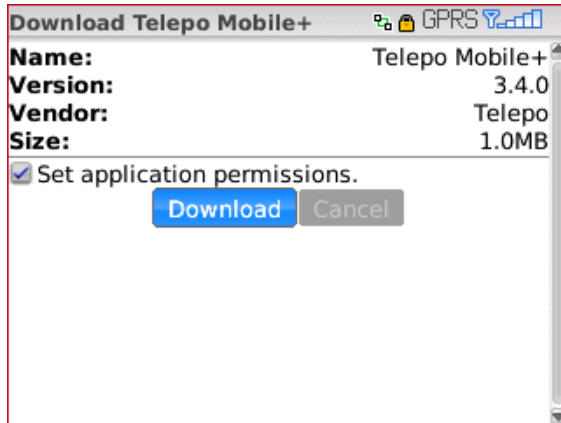 Download Telepo Mobile+ GPRS
Name: Telepo Mobile+
Version: 3.4.0
Vendor: Telepo
Size: 1.0MB
Set application permissions.
Download Cancel